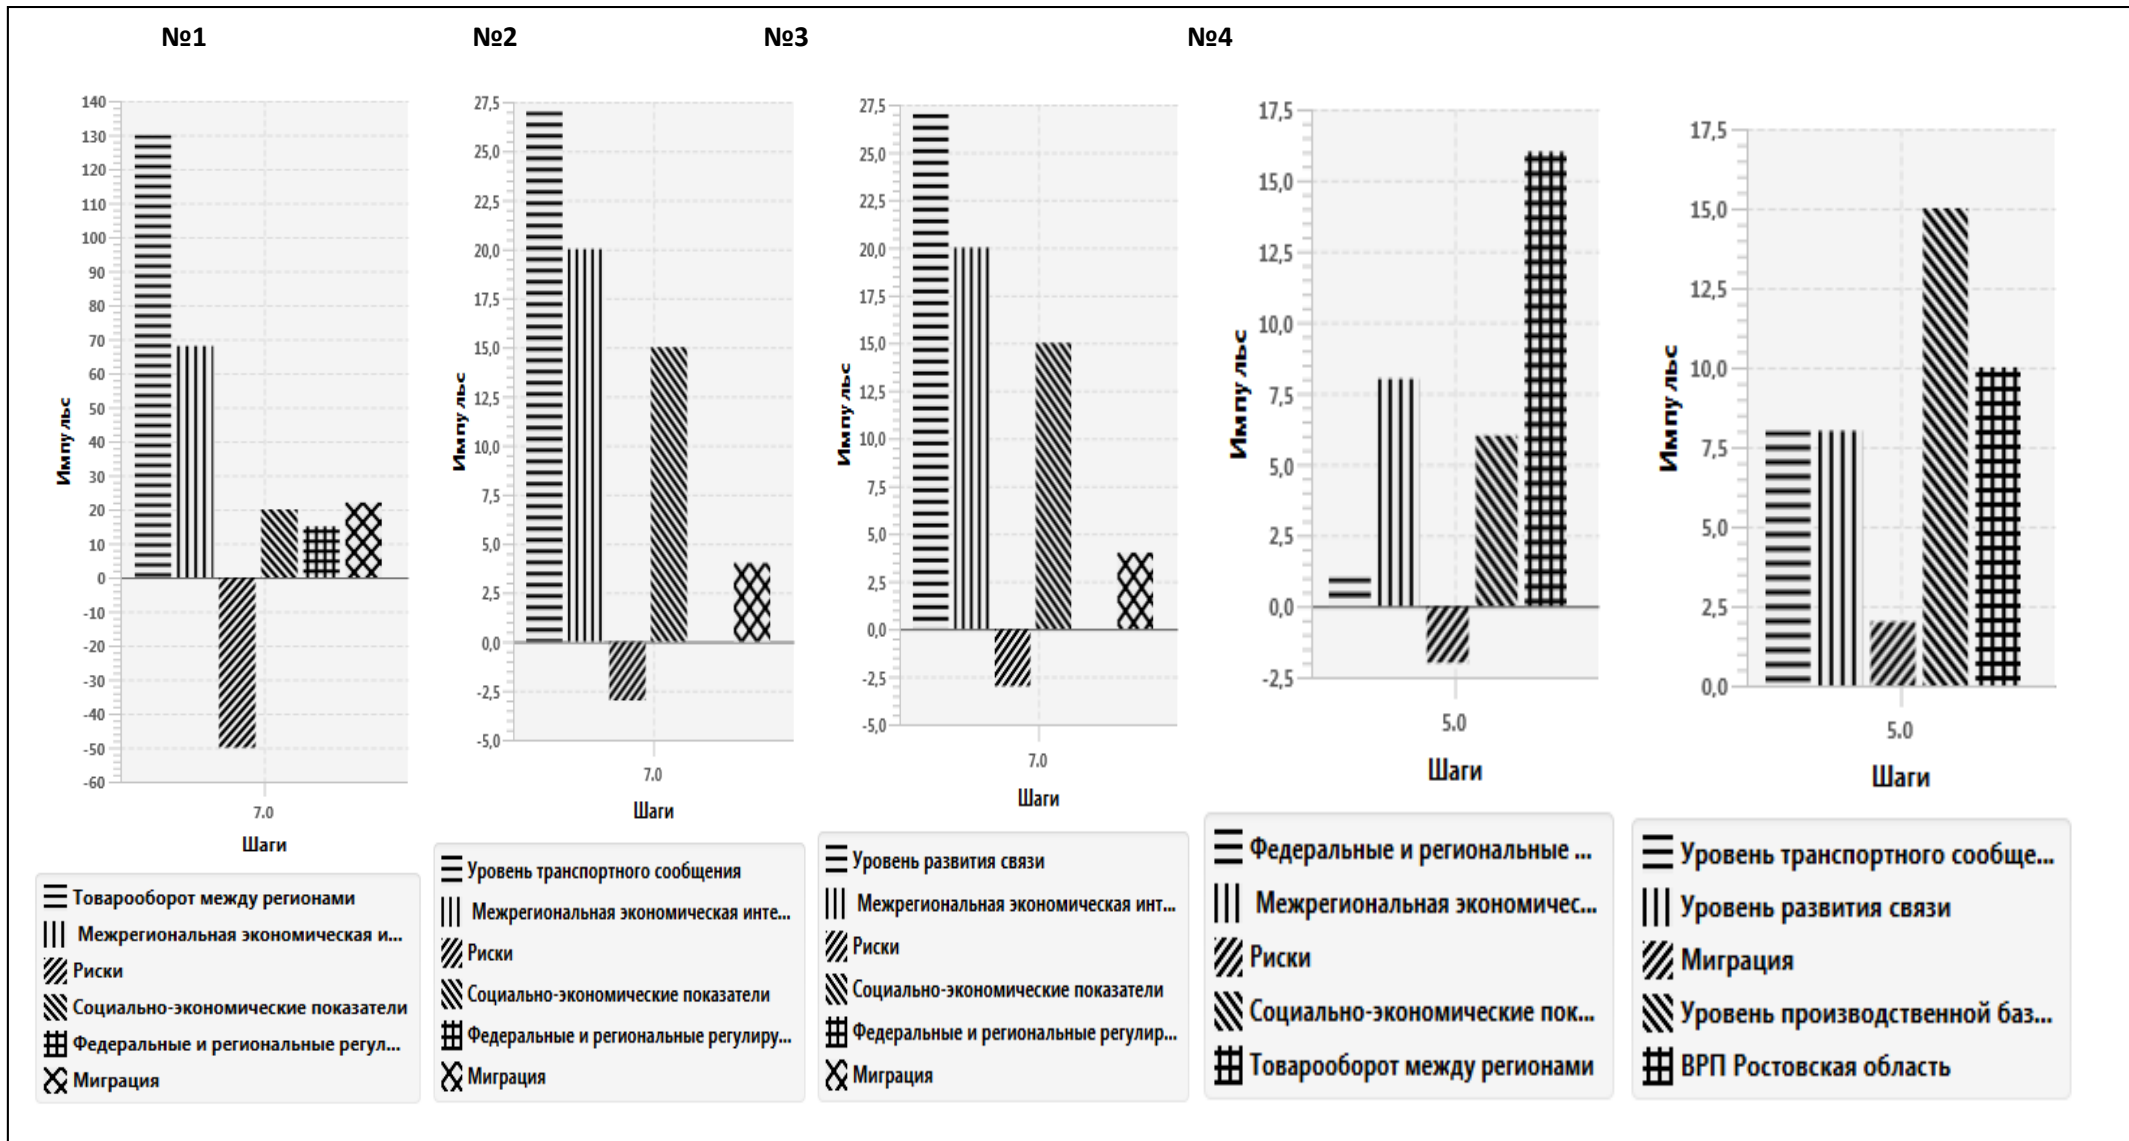 №1 №2 №3 №4
140
130
120
110
100
90
80
70
60
50
40
30
20
10
0
-10
-20
-30
-40
-50
-60
Импульс
7.0
Шаги
Товарооборот между регионами
Межрегиональная экономическая и...
Риски
Социально-экономические показатели
Федеральные и региональные регул...
Миграция
27,5
25,0
22,5
20,0
17,5
15,0
12,5
10,0
7,5
5,0
2,5
0,0
-2,5
-5,0
Импульс
7.0
Шаги
Уровень транспортного сообщения
Межрегиональная экономическая инте...
Риски
Социально-экономические показатели
Федеральные и региональные регулиру...
Миграция
27,5
25,0
22,5
20,0
17,5
15,0
12,5
10,0
7,5
5,0
2,5
0,0
-2,5
-5,0
Импульс
7.0
Шаги
Уровень развития связи
Межрегиональная экономическая инт...
Риски
Социально-экономические показатели
Федеральные и региональные регулир...
Миграция
17,5
15,0
12,5
10,0
7,5
5,0
2,5
0,0
-2,5
Импульс
5.0
Шаги
Федеральные и региональные ...
Межрегиональная экономичес...
Риски
Социально-экономические пок...
Товарооборот между регионами
17,5
15,0
12,5
10,0
7,5
5,0
2,5
0,0
Импульс
5.0
Шаги
Уровень транспортного сообще...
Уровень развития связи
Миграция
Уровень производственной баз...
ВРП Ростовская область